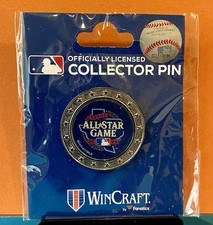 OFFICIALLY LICENSED
COLLECTOR PIN
ALL-STAR
GAME
WINCRAFT
by Fanatics